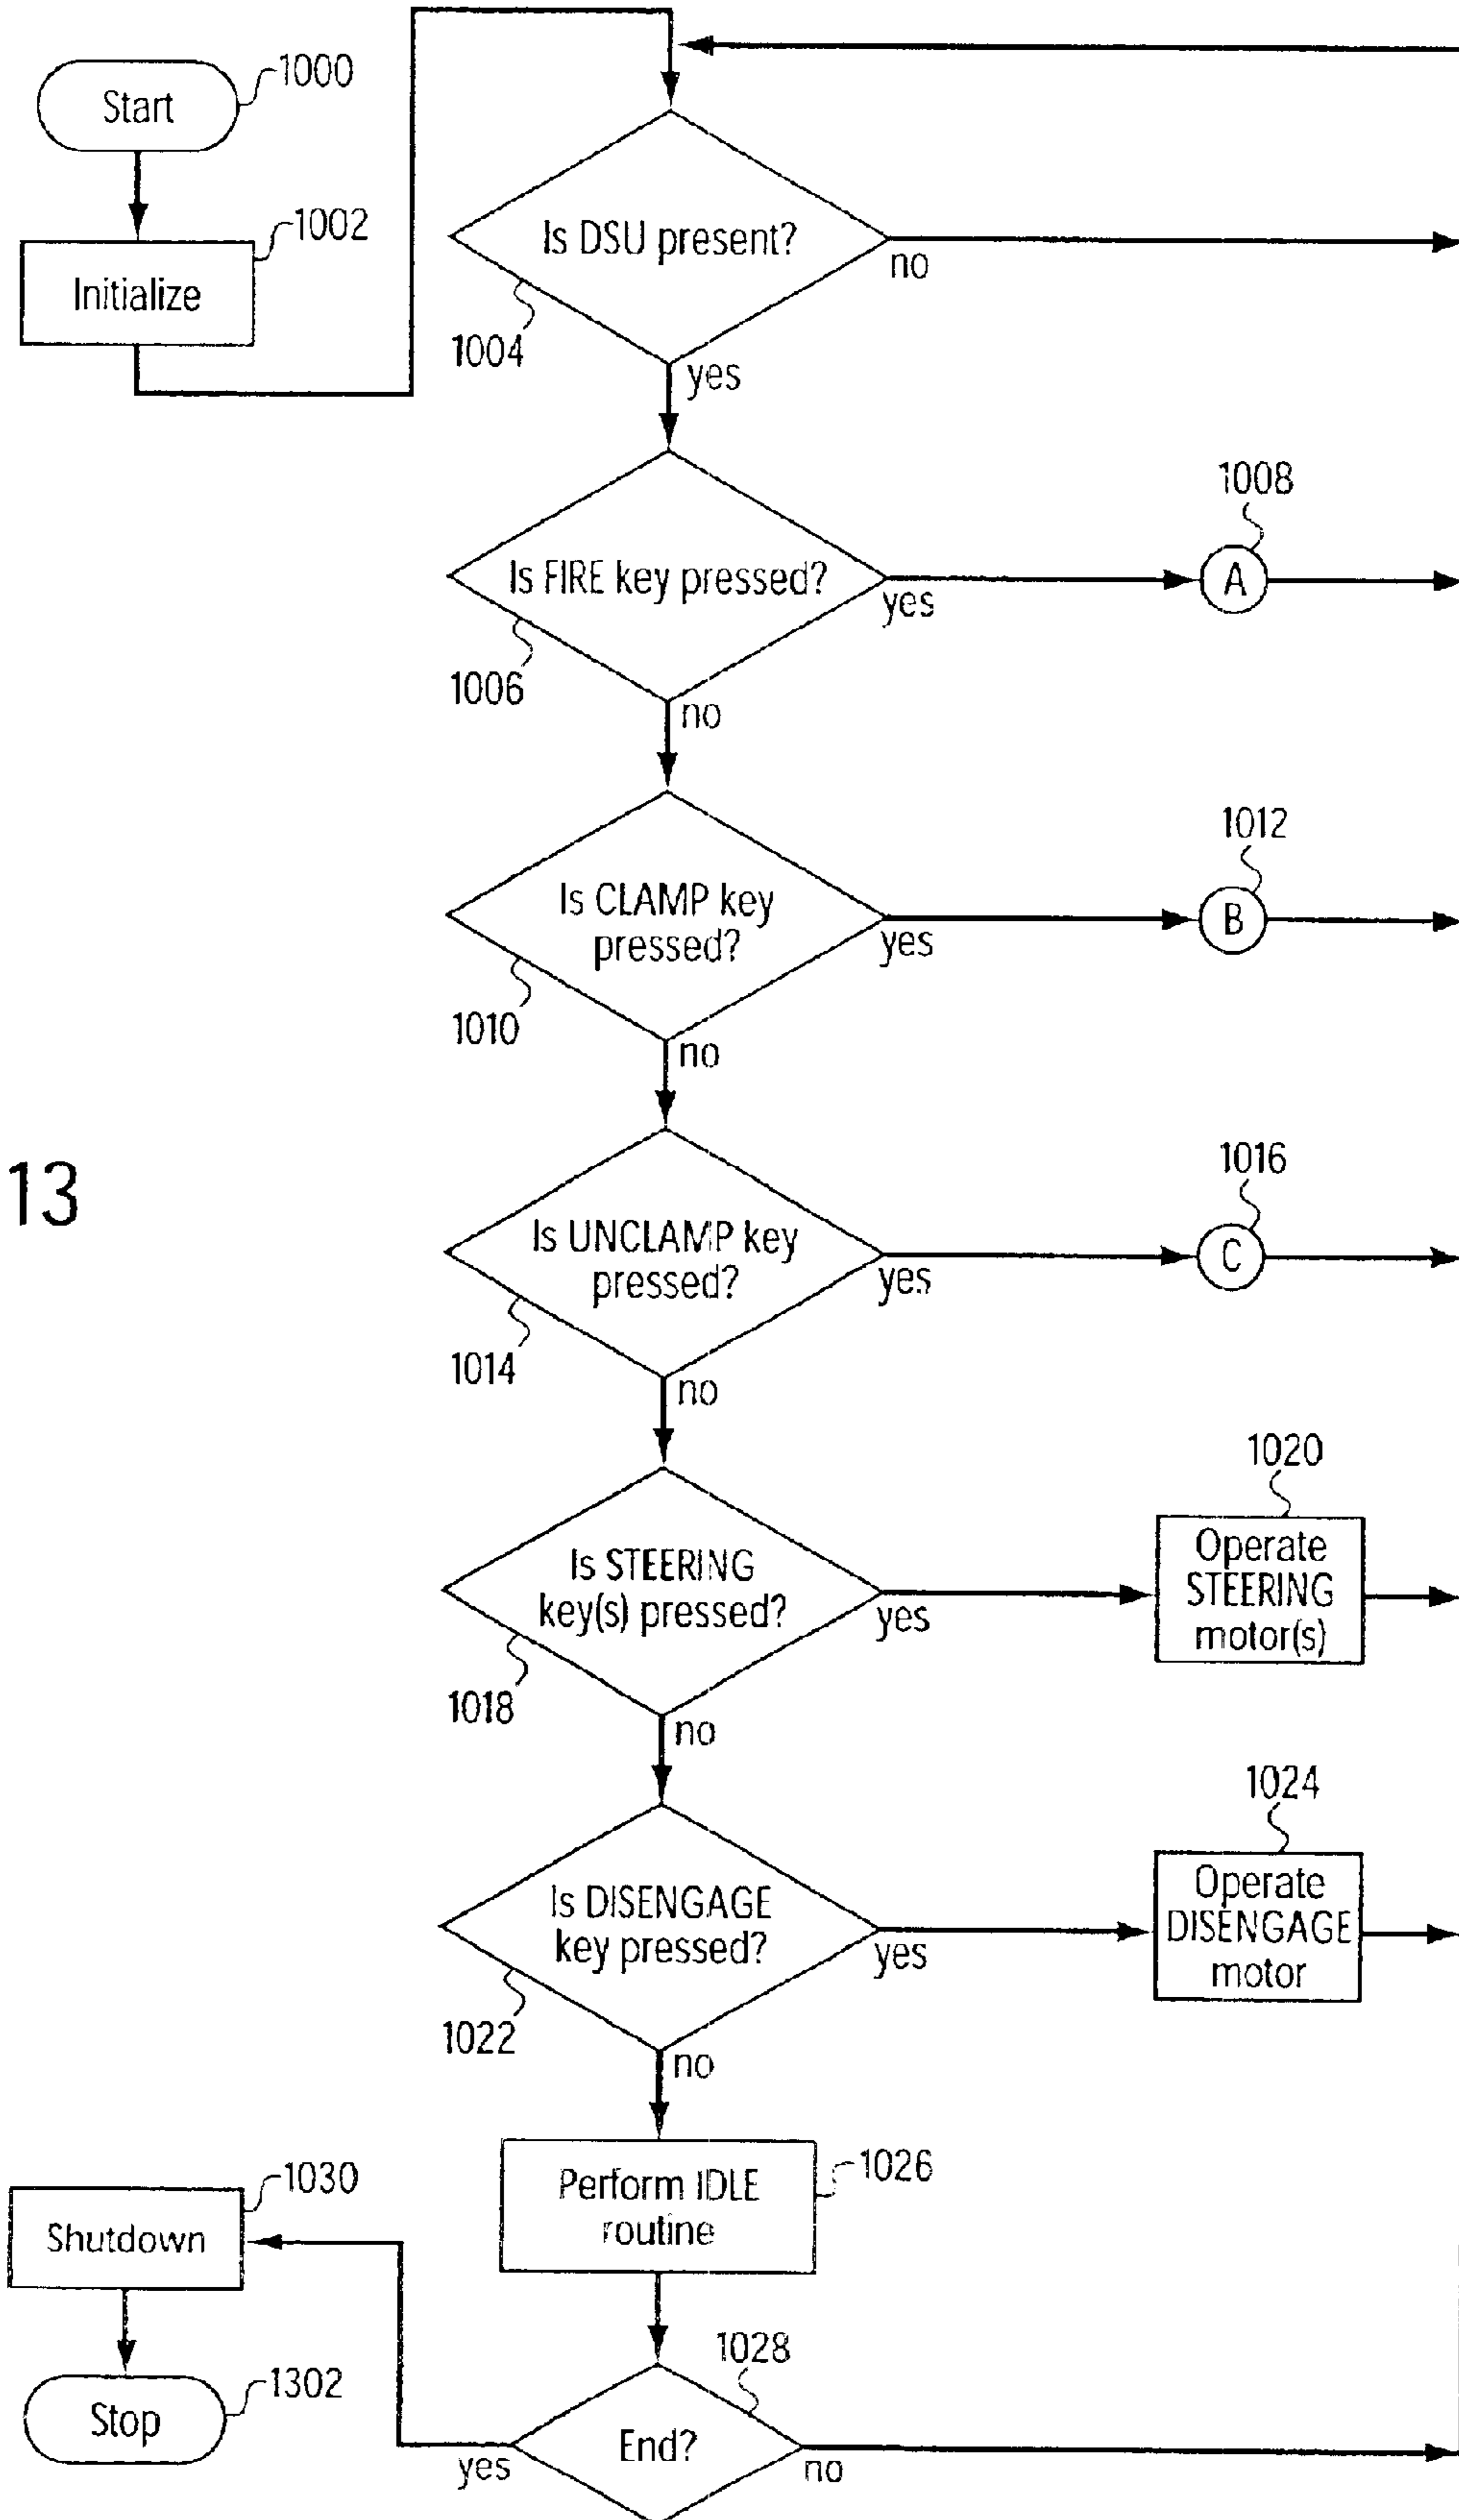 Start
1000
Initialize
1002
Is DSU present?
1004
no
yes
Is FIRE key pressed?
1006
yes
1008
A
no
Is CLAMP key
pressed?
1010
yes
1012
B
no
13
Is UNCLAMP key
pressed?
1014
yes
1016
C
no
Is STEERING
key(s) pressed?
1018
yes
1020
Operate
STEERING
motor(s)
no
Is DISENGAGE
key pressed?
1022
yes
1024
Operate
DISENGAGE
motor
no
Perform IDLE
routine
1026
1030
Shutdown
1028
End?
yes
no
1302
Stop